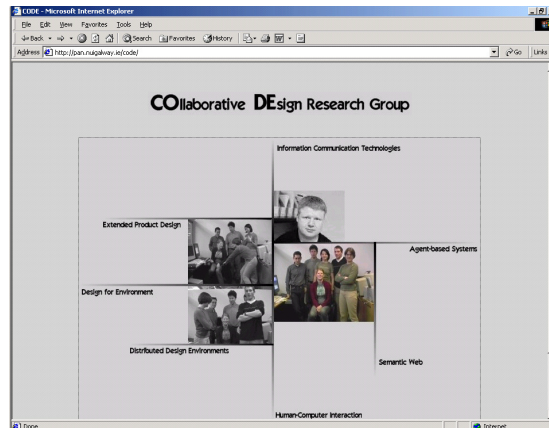 CODE - Microsoft Internet Explorer
File Edit View Favorites Tools Help
Back Search Favorites History
Address http://pan.nuigalway.ie/code/ Go Links
COllaborative DEsign Research Group
Information Communication Technologies
Extended Product Design
Agent-based Systems
Design for Environment
Distributed Design Environments
Semantic Web
Human-Computer Interaction
Done Internet